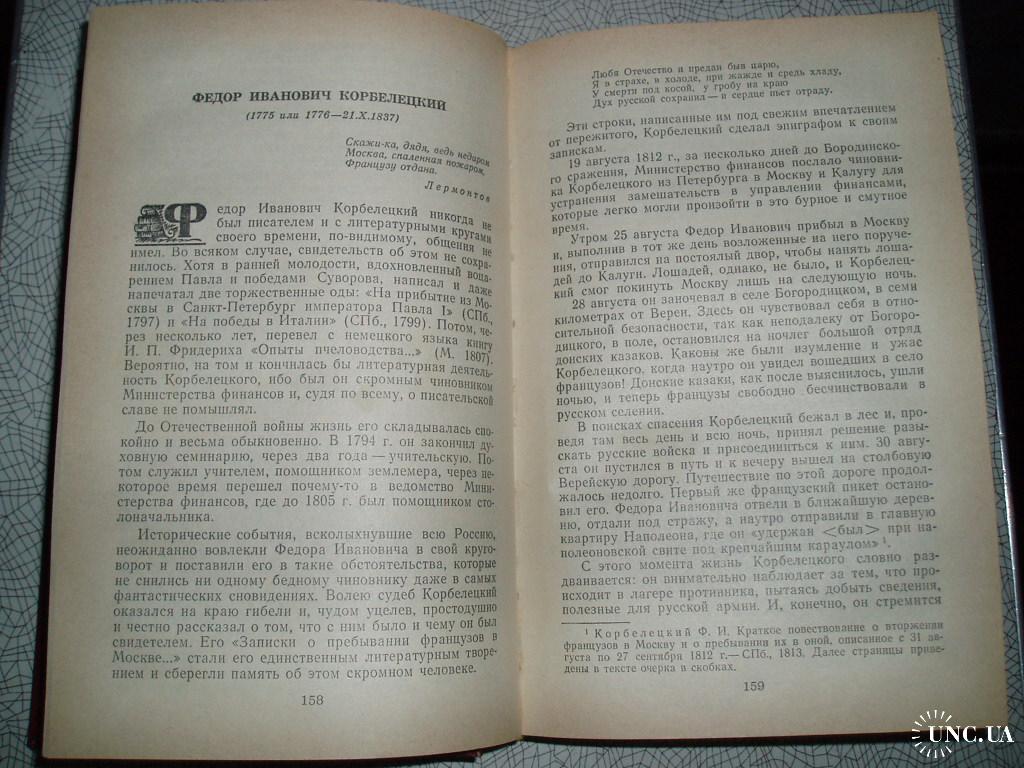 ФЕДОР ИВАНОВИЧ КОРБЕЛЕЦКИЙ
(1775 или 1776—21.X.1837)
Скажи-ка, дядя, ведь недаром
Москва, спаленная пожаром,
Французу отдана.
Лермонтов
Федор Иванович Корбелецкий никогда не
был писателем и с литературными кругами
своего времени, по-видимому, общения не
имел. Во всяком случае, свидетельств об этом не сохра-
нилось. Хотя в ранней молодости, вдохновленный воца-
рением Павла и победами Суворова, написал и даже
напечатал две торжественные оды: «На прибытие из Мо-
сквы в Санкт-Петербург императора Павла I» (СПб.,
1797) и «На победы в Италии» (СПб., 1799). Потом, че-
рез несколько лет, перевел с немецкого языка книгу
И. П. Фридериха «Опыты пчеловодства...» (М. 1807).
Вероятно, на том и кончилась бы литературная деятель-
ность Корбелецкого, ибо был он скромным чиновником
Министерства финансов и, судя по всему, о писательской
славе не помышлял.
До Отечественной войны жизнь его складывалась спо-
койно и весьма обыкновенно. В 1794 г. он закончил ду-
ховную семинарию, через два года — учительскую. По-
том служил учителем, помощником землемера, через не-
которое время перешел почему-то в ведомство Мини-
стерства финансов, где до 1805 г. был помощником сто-
лоначальника.
Исторические события, всколыхнувшие всю Россию,
неожиданно вовлекли Федора Ивановича в свой круго-
ворот и поставили его в такие обстоятельства, которые
не снились ни одному бедному чиновнику даже в самых
фантастических сновидениях. Волею судеб Корбелецкий
оказался на краю гибели и, чудом уцелев, простодушно
и честно рассказал о том, что с ним было и чему он был
свидетелем. Его «Записки о пребывании французов в
Москве...» стали его единственным литературным творе-
нием и сберегли память об этом скромном человеке.
158
Любя Отечество и предан быв царю,
Я в страхе, в холоде, при жажде и средь хладу,
У смерти под косой, у гробу на краю
Дух русской сохранил — и сердце пьет отраду.
Эти строки, написанные им под свежим впечатлением
от пережитого, Корбелецкий сделал эпиграфом к своим
запискам.
19 августа 1812 г., за несколько дней до Бородинско-
го сражения, Министерство финансов послало чиновни-
ка Корбелецкого из Петербурга в Москву и Калугу для
устранения замешательств в управлении финансами,
которые легко могли произойти в это бурное и смутное
время.
Утром 25 августа Федор Иванович прибыл в Москву
и, выполнив в тот же день возложенные на него поруче-
ния, отправился на постоялый двор, чтобы нанять лоша-
дей до Калуги. Лошадей, однако, не было, и Корбелец-
кий смог покинуть Москву лишь на следующую ночь.
28 августа он заночевал в селе Богородицком, в семи
километрах от Вереи. Здесь он чувствовал себя в отно-
сительной безопасности, так как неподалеку от Богоро-
дицкого, в поле, остановился на ночлег большой отряд
донских казаков. Каковы же были изумление и ужас
Корбелецкого, когда наутро он увидел вошедших в село
французов! Донские казаки, как после выяснилось, ушли
ночью, и теперь французы свободно бесчинствовали в
русском селении.
В поисках спасения Корбелецкий бежал в лес и, про-
ведя там весь день и всю ночь, принял решение разы-
скать русские войска и присоединиться к ним. 30 авгу-
ста он пустился в путь и к вечеру вышел на столбовую
Верейскую дорогу. Путешествие по этой дороге продол-
жалось недолго. Первый же французский пикет остано-
вил его. Федора Ивановича отвели в ближайшую дерев-
ню, отдали под стражу, а наутро отправили в главную
квартиру Наполеона, где он «удержан <был> при на-
полеоновской свите под крепчайшим караулом» ¹.
С этого момента жизнь Корбелецкого словно раз-
дваивается: он внимательно наблюдает за тем, что про-
исходит в лагере противника, пытаясь добыть сведения,
полезные для русской армии. И, конечно, он стремится
¹ Корбелецкий Ф. И. Краткое повествование о вторжении
французов в Москву и о пребывании их в оной, описанное с 31 ав-
густа по 27 сентября 1812 г.— СПб., 1813. Далее страницы приве-
дены в тексте очерка в скобках.
159
UNC.UA